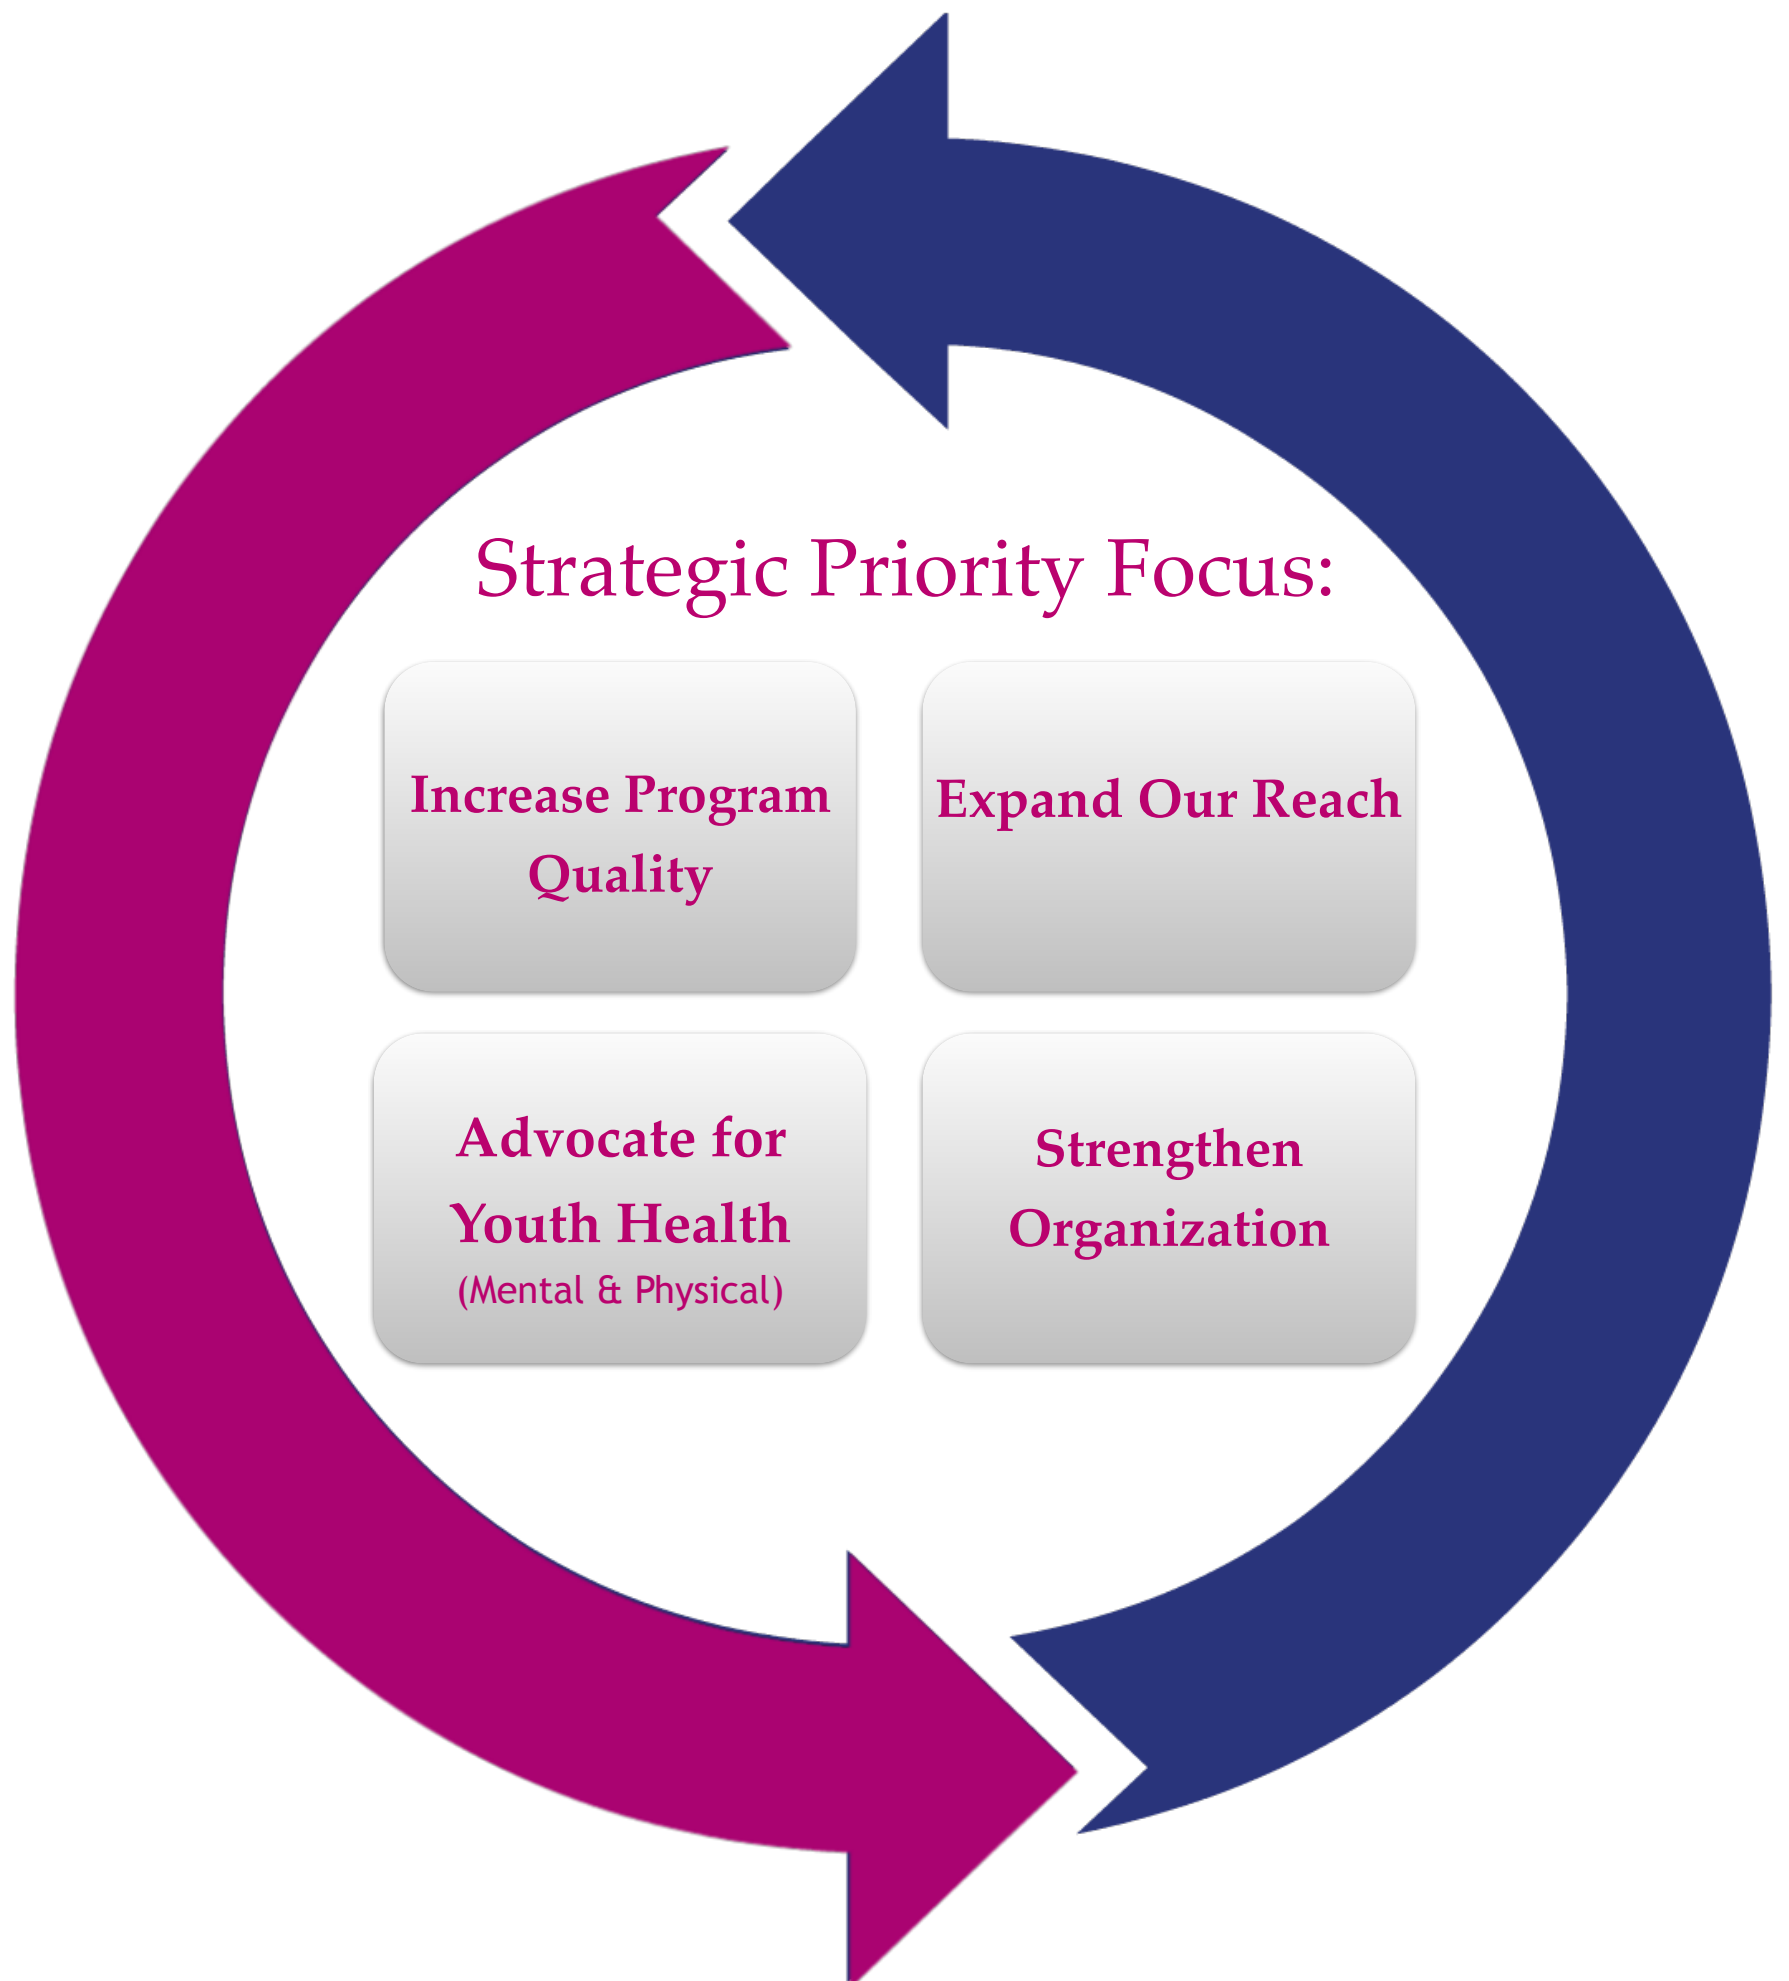 Strategic Priority Focus:
Increase Program
Quality
Expand Our Reach
Advocate for
Youth Health
(Mental & Physical)
Strengthen
Organization